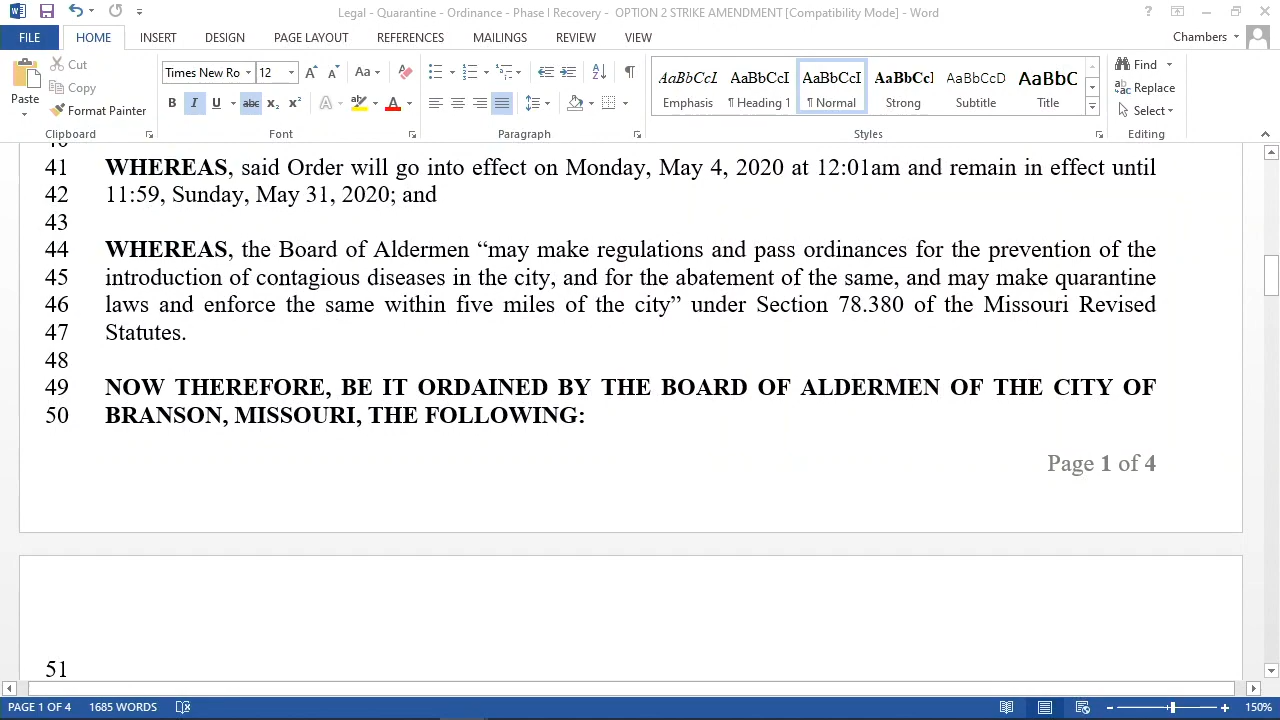 Legal - Quarantine - Ordinance - Phase I Recovery - OPTION 2 STRIKE AMENDMENT [Compatibility Mode] - Word
FILE HOME INSERT DESIGN PAGE LAYOUT REFERENCES MAILINGS REVIEW VIEW Chambers
Paste
Cut
Copy
Format Painter
Times New Ro 12
Aa
B I U abc x₂ x²
A ab A
AaBbCcI AaBbCcI AaBbCcI AaBbCcI AaBbCcD AaBbC
Emphasis ¶ Heading 1 ¶ Normal Strong Subtitle Title
Find
Replace
Select
Clipboard Font Paragraph Styles Editing
41 WHEREAS, said Order will go into effect on Monday, May 4, 2020 at 12:01am and remain in effect until
42 11:59, Sunday, May 31, 2020; and
43
44 WHEREAS, the Board of Aldermen “may make regulations and pass ordinances for the prevention of the
45 introduction of contagious diseases in the city, and for the abatement of the same, and may make quarantine
46 laws and enforce the same within five miles of the city” under Section 78.380 of the Missouri Revised
47 Statutes.
48
49 NOW THEREFORE, BE IT ORDAINED BY THE BOARD OF ALDERMEN OF THE CITY OF
50 BRANSON, MISSOURI, THE FOLLOWING:
Page 1 of 4
51
PAGE 1 OF 4 1685 WORDS 150%